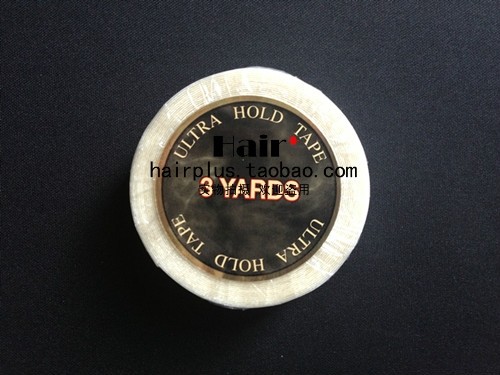 ULTRA HOLD TAPE
Hair
hairplus.taobao.com
3 YARDS
ULTRA HOLD TAPE